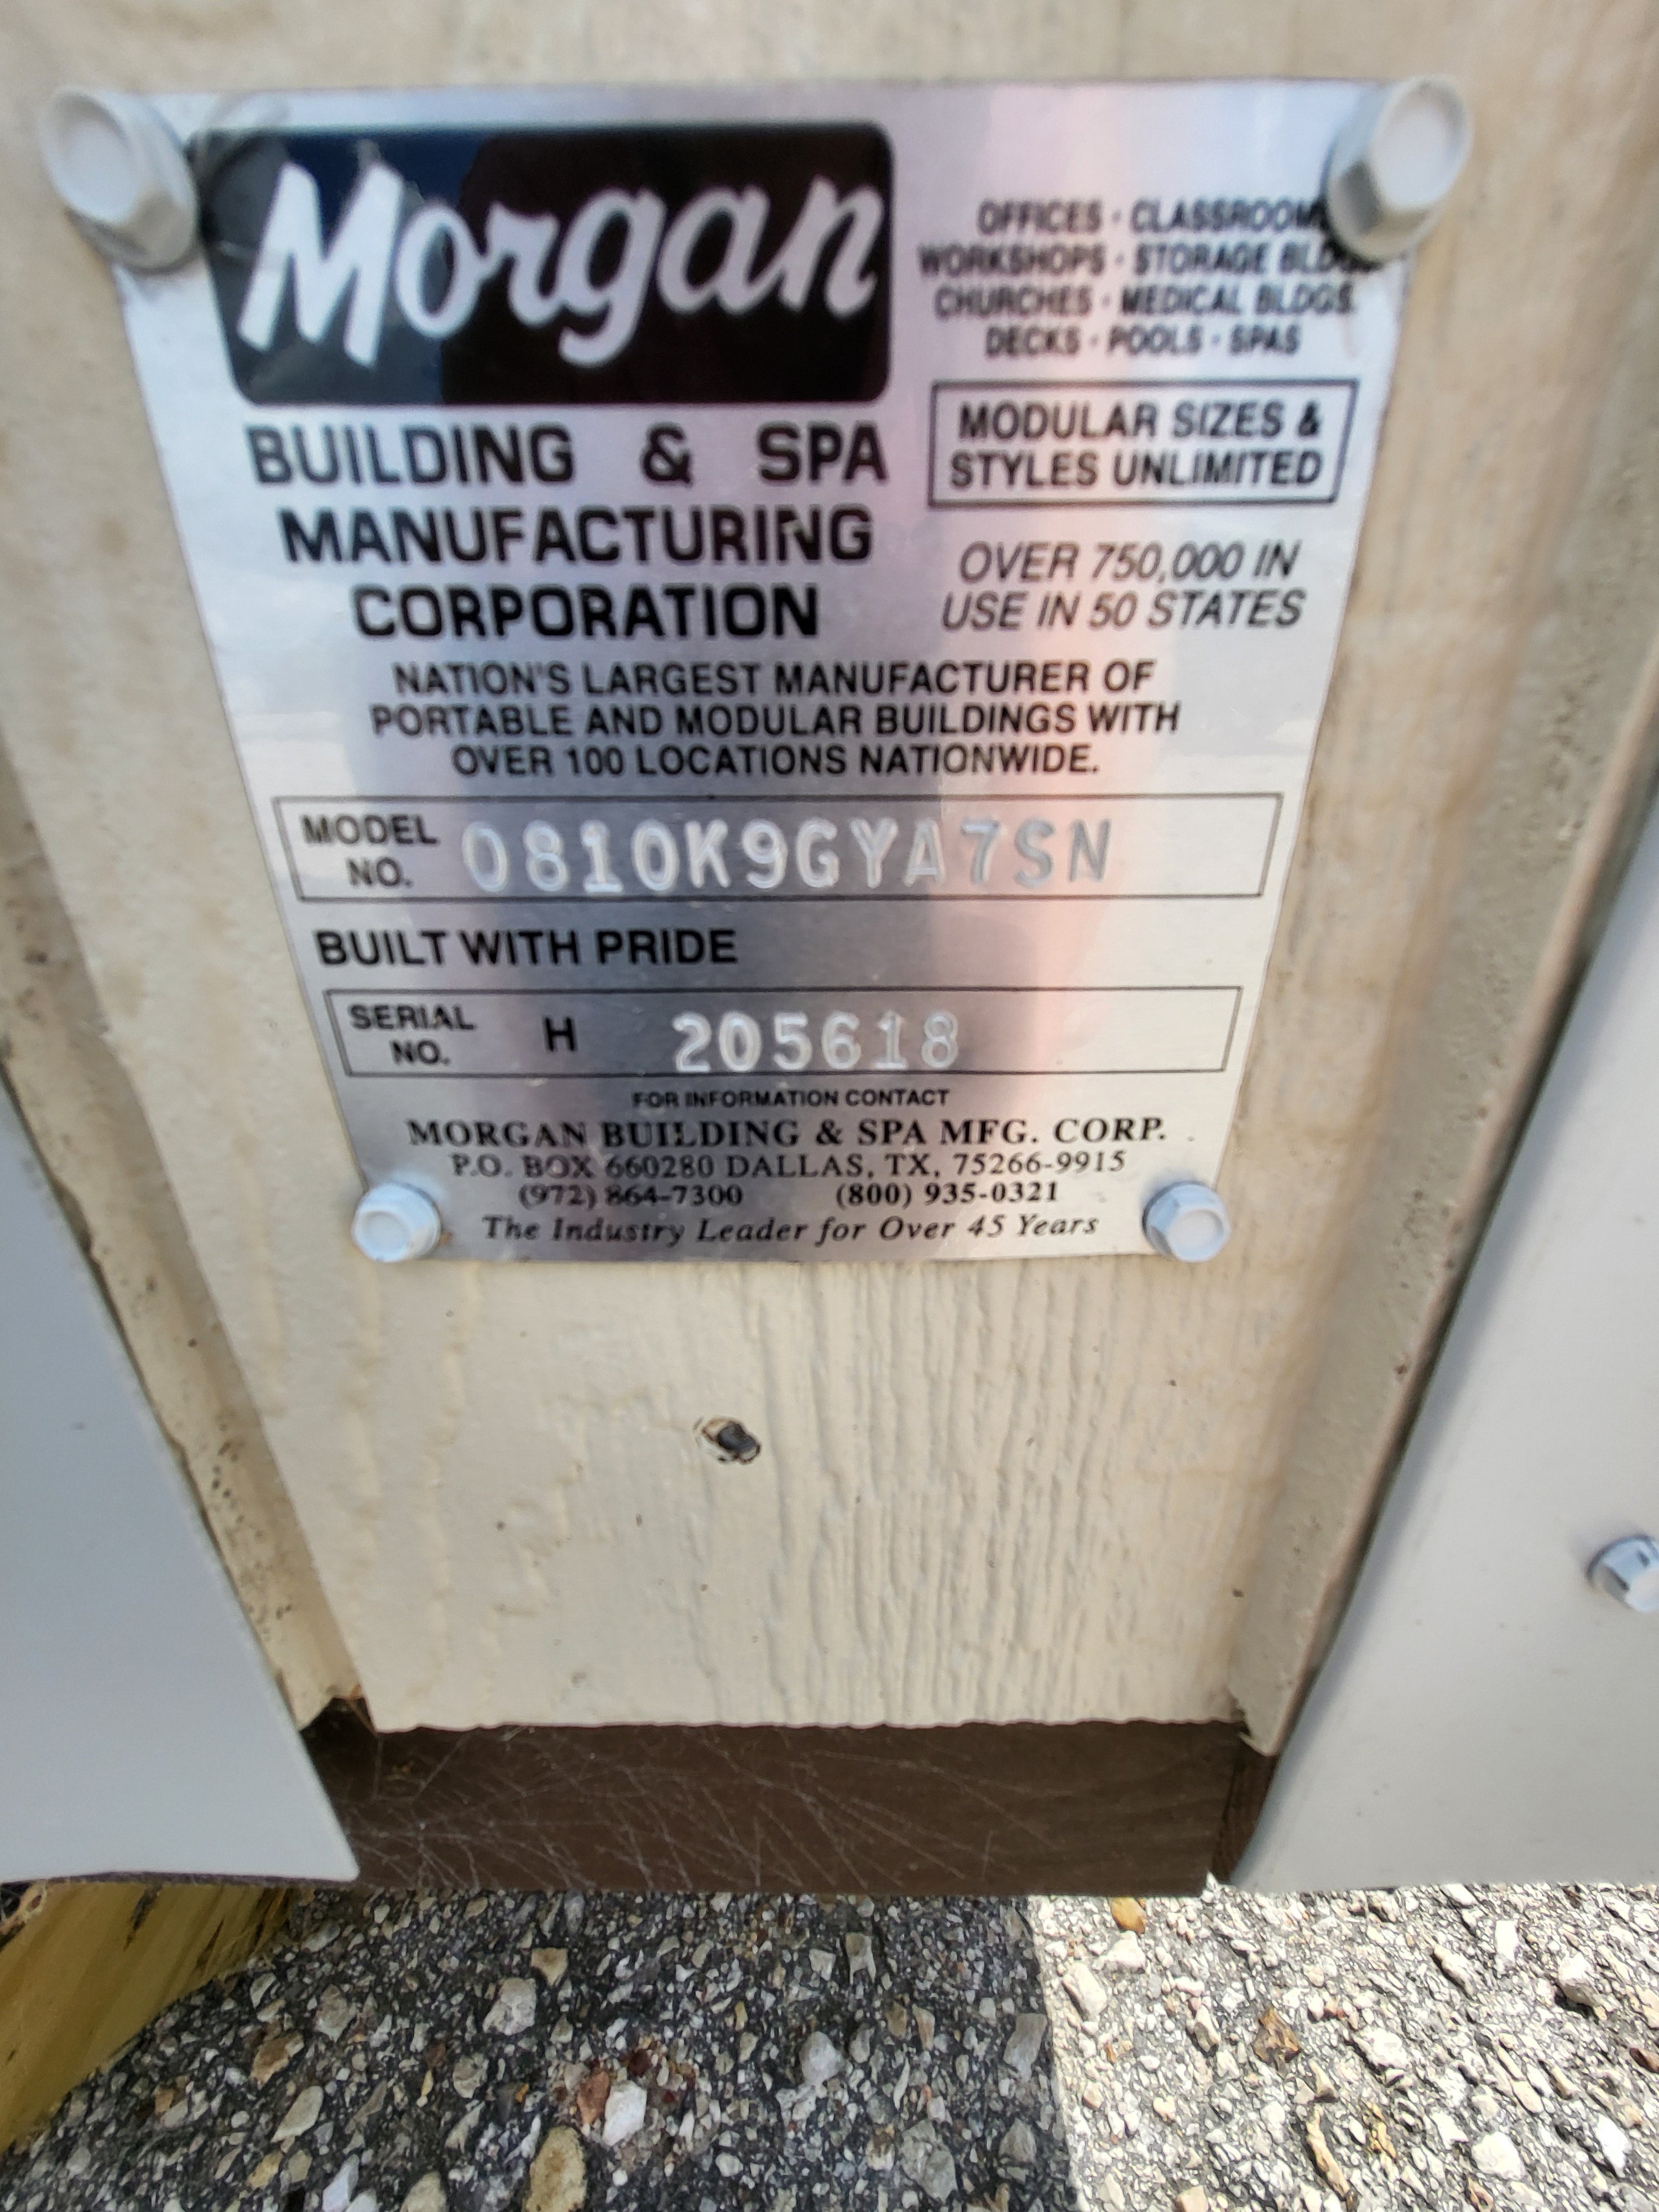 Morgan
BUILDING & SPA
MANUFACTURING
CORPORATION
OFFICES · CLASSROOM
WORKSHOPS · STORAGE BLDGS.
CHURCHES · MEDICAL BLDGS.
DECKS · POOLS · SPAS
MODULAR SIZES &
STYLES UNLIMITED
OVER 750,000 IN
USE IN 50 STATES
NATION'S LARGEST MANUFACTURER OF
PORTABLE AND MODULAR BUILDINGS WITH
OVER 100 LOCATIONS NATIONWIDE.
MODEL NO. 0810K9GYA7SN
BUILT WITH PRIDE
SERIAL NO. H 205618
FOR INFORMATION CONTACT
MORGAN BUILDING & SPA MFG. CORP.
P.O. BOX 660280 DALLAS, TX, 75266-9915
(972) 864-7300 (800) 935-0321
The Industry Leader for Over 45 Years